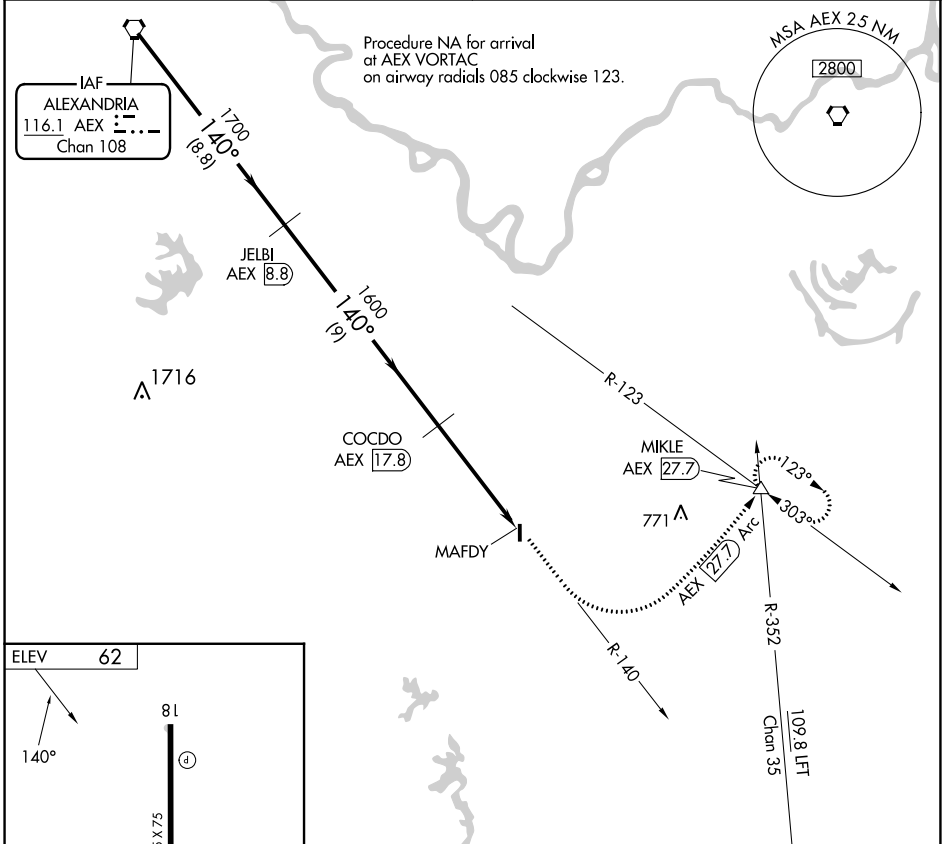 Procedure NA for arrival
at AEX VORTAC
on airway radials 085 clockwise 123.
MSA AEX 25 NM
2800
IAF
ALEXANDRIA
116.1 AEX
Chan 108
1700
140°
(8.8)
JELBI
AEX 8.8
1600
140°
(9)
1716
R-123
COCDO
AEX 17.8
MIKLE
AEX 27.7
123°
303°
771
MAFDY
AEX 27.7 Arc
R-352
R-140
109.8 LFT
Chan 35
ELEV 62
140°
18
P
X 75